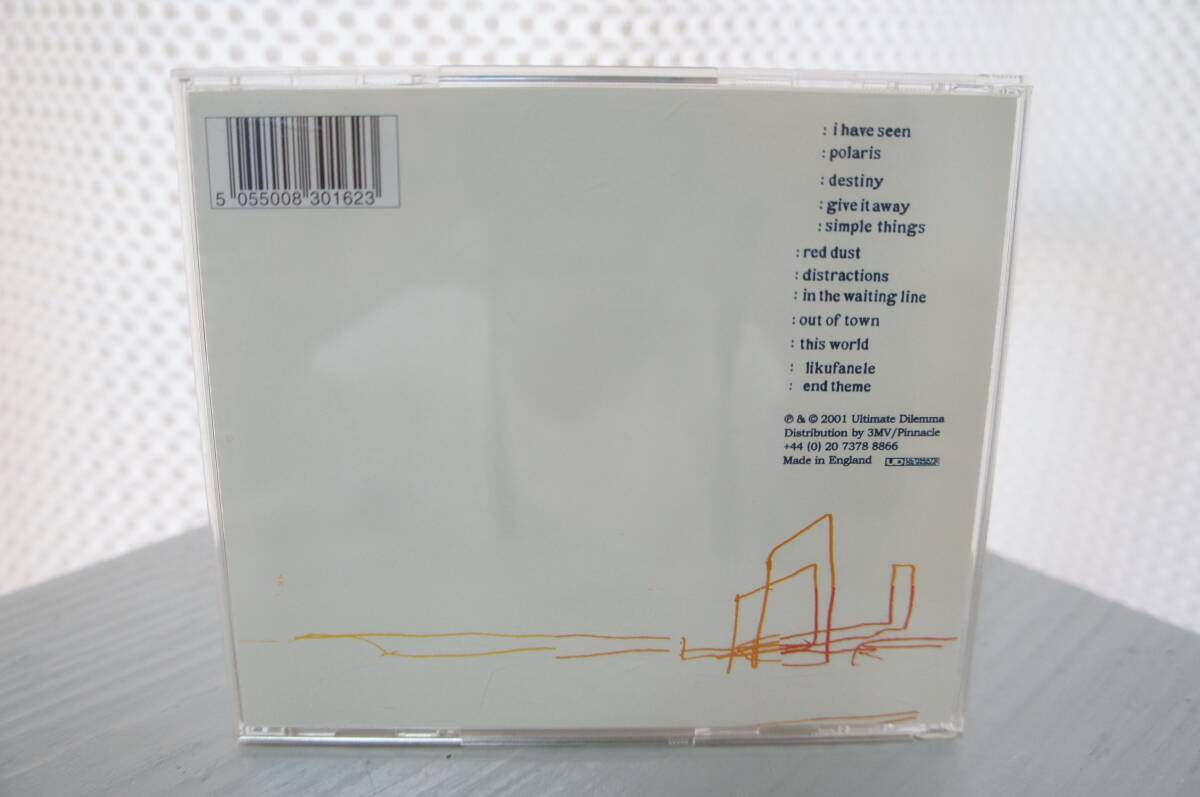 5 055008 301623
: i have seen
: polaris
: destiny
: give it away
: simple things
: red dust
: distractions
: in the waiting line
: out of town
: this world
: likufanele
: end theme
℗ & © 2001 Ultimate Dilemma
Distribution by 3MV/Pinnacle
+44 (0) 20 7378 8866
Made in England